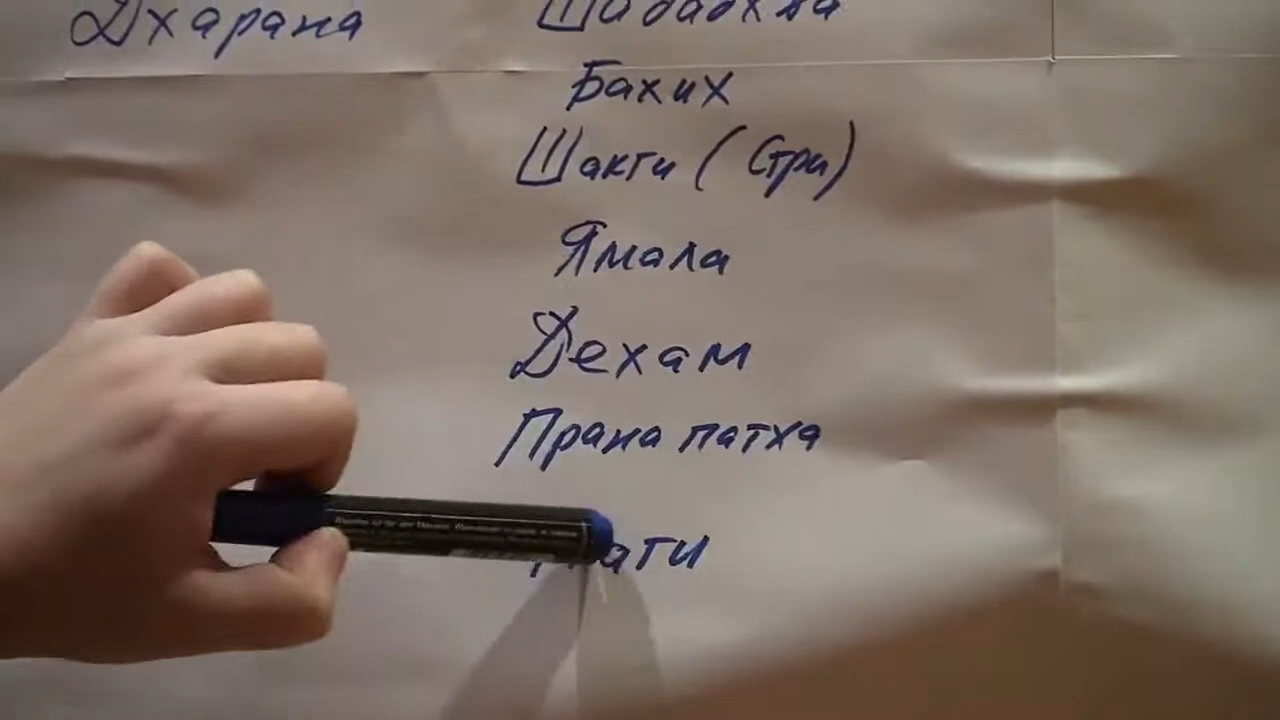 Дхарана
Бахих
Шакти (Стри)
Ямала
Дехам
Прана патха